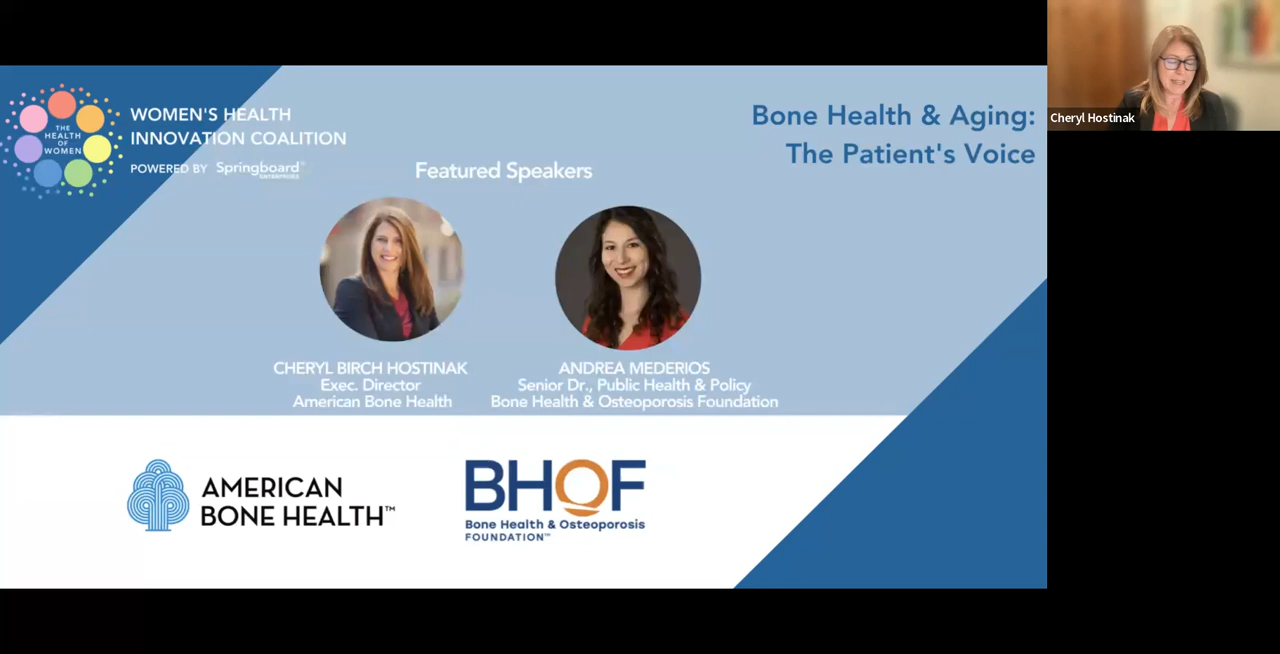 WOMEN'S HEALTH
INNOVATION COALITION
POWERED BY Springboard
ENTERPRISES
THE
HEALTH
OF
WOMEN
Bone Health & Aging:
The Patient's Voice
Featured Speakers
CHERYL BIRCH HOSTINAK
Exec. Director
American Bone Health
ANDREA MEDERIOS
Senior Dr., Public Health & Policy
Bone Health & Osteoporosis Foundation
AMERICAN
BONE HEALTH™
BHOF
Bone Health & Osteoporosis
FOUNDATION™
Cheryl Hostinak